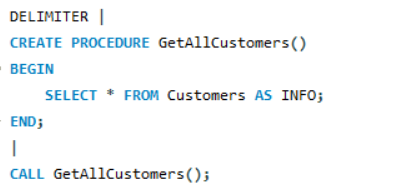 DELIMITER |
CREATE PROCEDURE GetAllCustomers()
BEGIN
    SELECT * FROM Customers AS INFO;
END;
|
CALL GetAllCustomers();